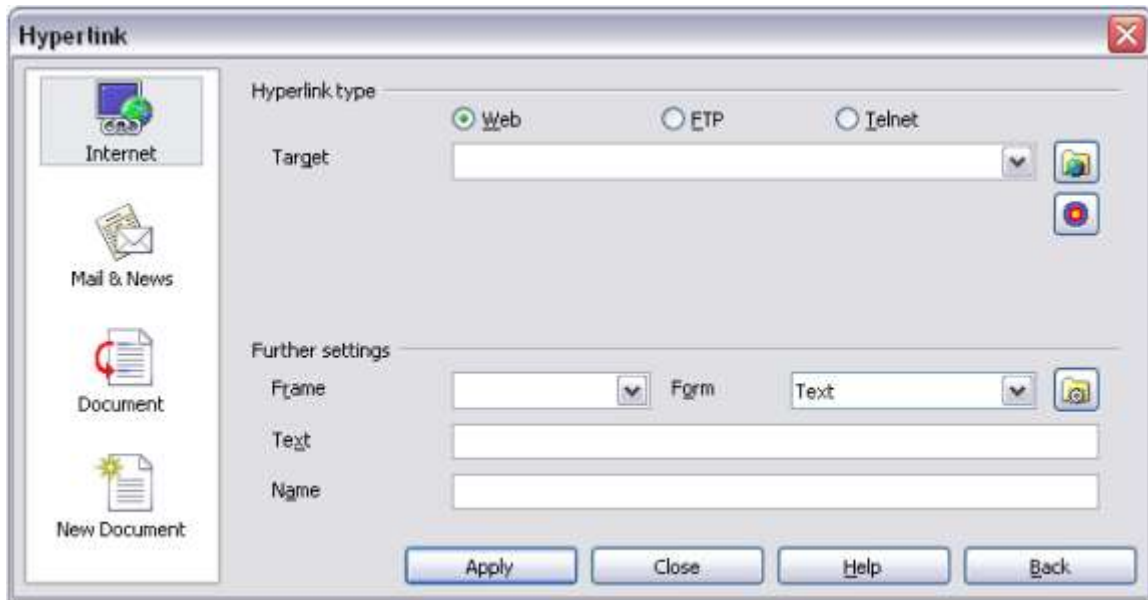 Hyperlink
Internet
Mail & News
Document
New Document
Hyperlink type
Web FTP Telnet
Target
Further settings
Frame Form Text
Text
Name
Apply Close Help Back